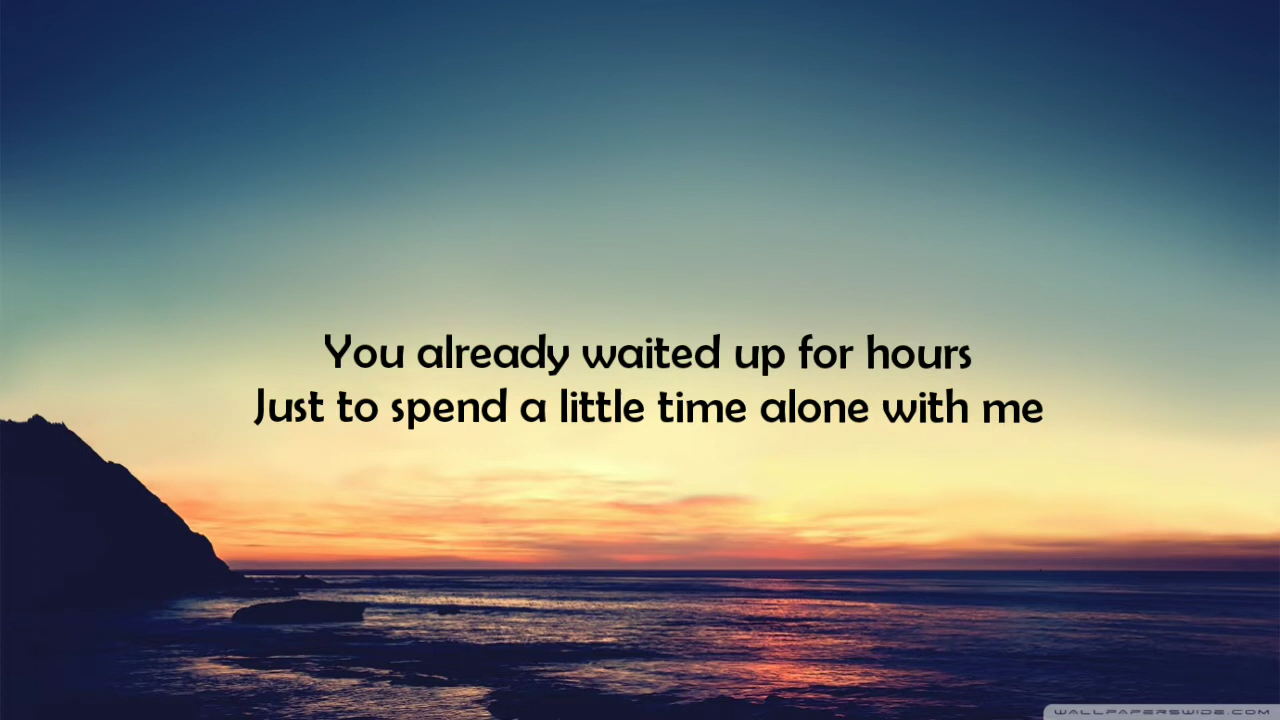 You already waited up for hours
Just to spend a little time alone with me
WALLPAPERSWIDE.COM